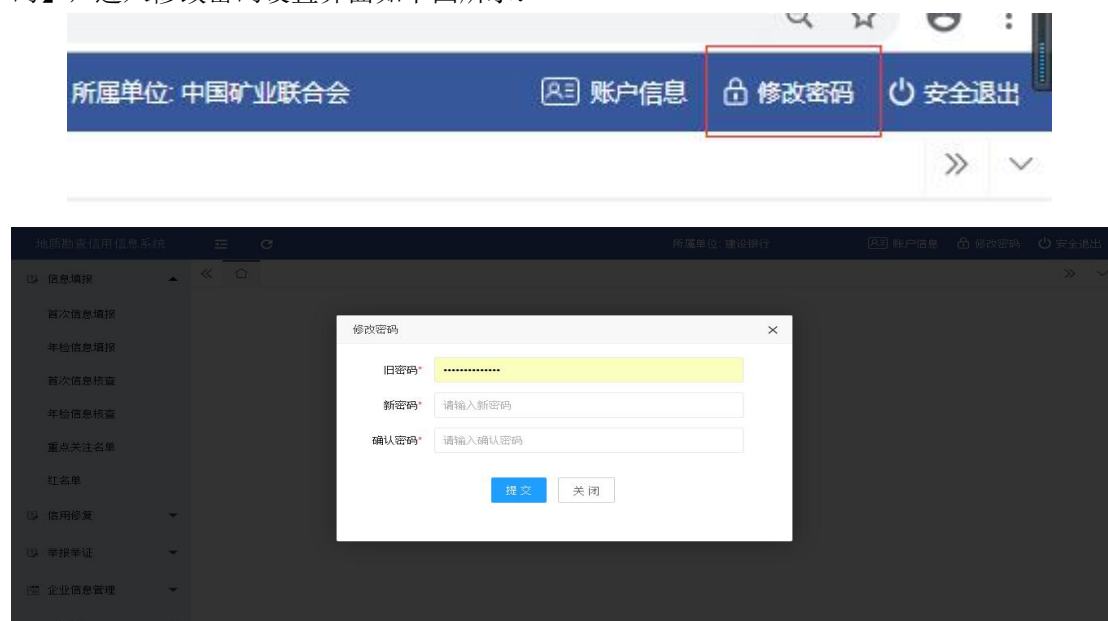 所属单位: 中国矿业联合会 账户信息 修改密码 安全退出
地质勘查信用信息系统 所属单位: 建设银行 账户信息 修改密码 安全退出
信息填报
首次信息填报
年检信息填报
首次信息核查
年检信息核查
重点关注名单
红名单
信用修复
举报举证
企业信息管理
修改密码
旧密码* ••••••••••••••
新密码* 请输入新密码
确认密码* 请输入确认密码
提交 关闭